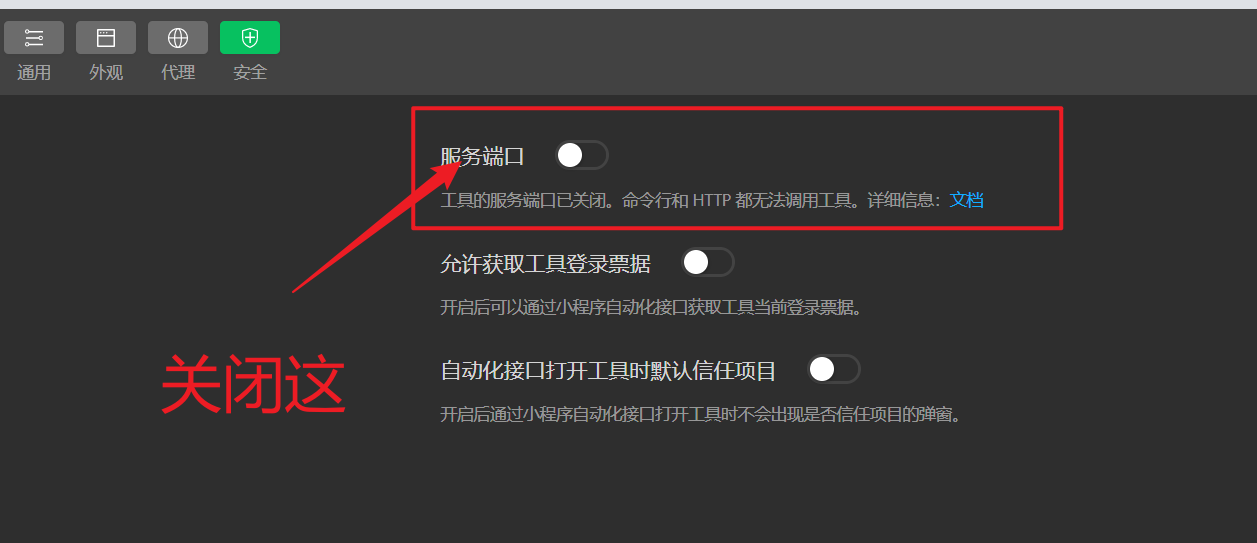 通用 外观 代理 安全
服务端口
工具的服务端口已关闭。命令行和 HTTP 都无法调用工具。详细信息：文档
允许获取工具登录票据
开启后可以通过小程序自动化接口获取工具当前登录票据。
关闭这
自动化接口打开工具时默认信任项目
开启后通过小程序自动化接口打开工具时不会出现是否信任项目的弹窗。